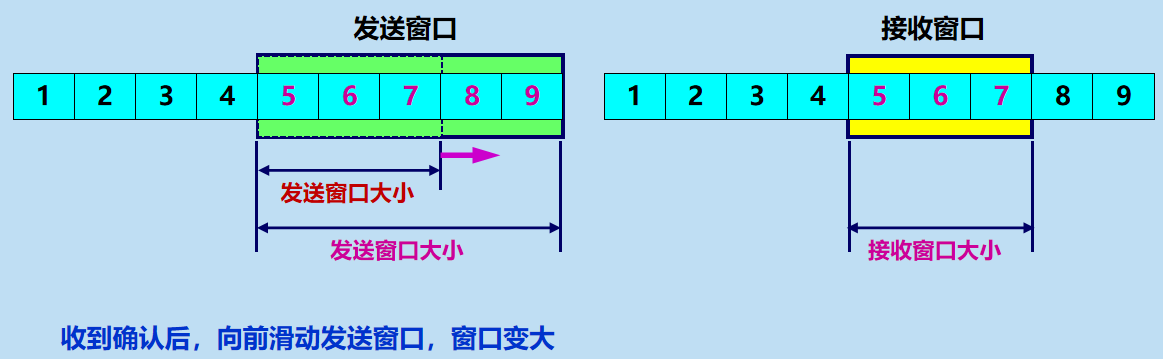 发送窗口
接收窗口
1 2 3 4 5 6 7 8 9
1 2 3 4 5 6 7 8 9
发送窗口大小
发送窗口大小
接收窗口大小
收到确认后，向前滑动发送窗口，窗口变大